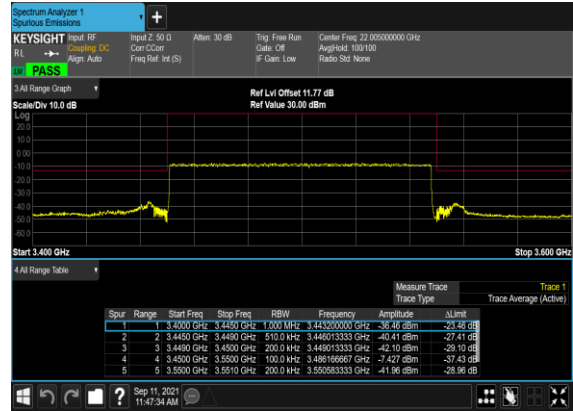 Spectrum Analyzer 1
Spurious Emissions
KEYSIGHT Input: RF Input Z: 50 Ω Atten: 30 dB Trig: Free Run Center Freq: 22.005000000 GHz
RL Coupling: DC Corr CCorr Gate: Off Avg|Hold: 100/100
Align: Auto Freq Ref: Int (S) IF Gain: Low Radio Std: None
PASS
3 All Range Graph
Ref Lvl Offset 11.77 dB
Scale/Div 10.0 dB Ref Value 30.00 dBm
Log
20.0
10.0
0.00
-10.0
-20.0
-30.0
-40.0
-50.0
-60.0
Start 3.400 GHz Stop 3.600 GHz
4 All Range Table
Measure Trace Trace 1
Trace Type Trace Average (Active)
Spur Range Start Freq Stop Freq RBW Frequency Amplitude ΔLimit
1 1 3.4000 GHz 3.4450 GHz 1.000 MHz 3.443200000 GHz -36.46 dBm -23.46 dB
2 2 3.4450 GHz 3.4490 GHz 510.0 kHz 3.446013333 GHz -40.41 dBm -27.41 dB
3 3 3.4490 GHz 3.4500 GHz 200.0 kHz 3.449013333 GHz -42.10 dBm -29.10 dB
4 4 3.4500 GHz 3.5500 GHz 100.0 kHz 3.486166667 GHz -7.427 dBm -37.43 dB
5 5 3.5500 GHz 3.5510 GHz 200.0 kHz 3.550583333 GHz -41.96 dBm -28.96 dB
?
Sep 11, 2021
11:47:34 AM